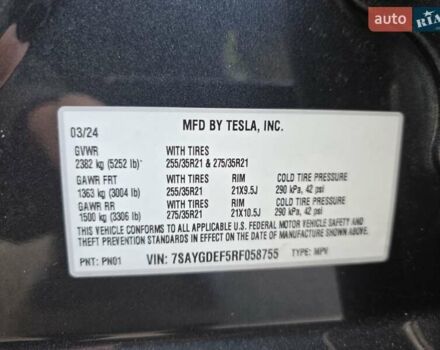 auto RIA
03/24 MFD BY TESLA, INC.
GVWR WITH TIRES
2382 kg (5252 lb) 255/35R21 & 275/35R21
GAWR FRT WITH TIRES RIM COLD TIRE PRESSURE
1363 kg (3004 lb) 255/35R21 21X9.5J 290 kPa, 42 psi
GAWR RR WITH TIRES RIM COLD TIRE PRESSURE
1500 kg (3306 lb) 275/35R21 21X10.5J 290 kPa, 42 psi
THIS VEHICLE CONFORMS TO ALL APPLICABLE U.S. FEDERAL MOTOR VEHICLE SAFETY AND
THEFT PREVENTION STANDARDS IN EFFECT ON THE DATE OF MANUFACTURE SHOWN ABOVE.
PNT: PN01 VIN: 7SAYGDEF5RF058755 TYPE: MPV